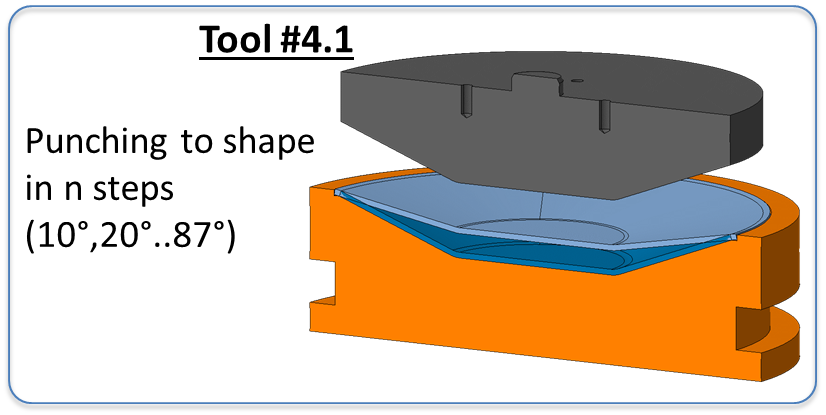 Tool #4.1
Punching to shape
in n steps
(10°,20°..87°)